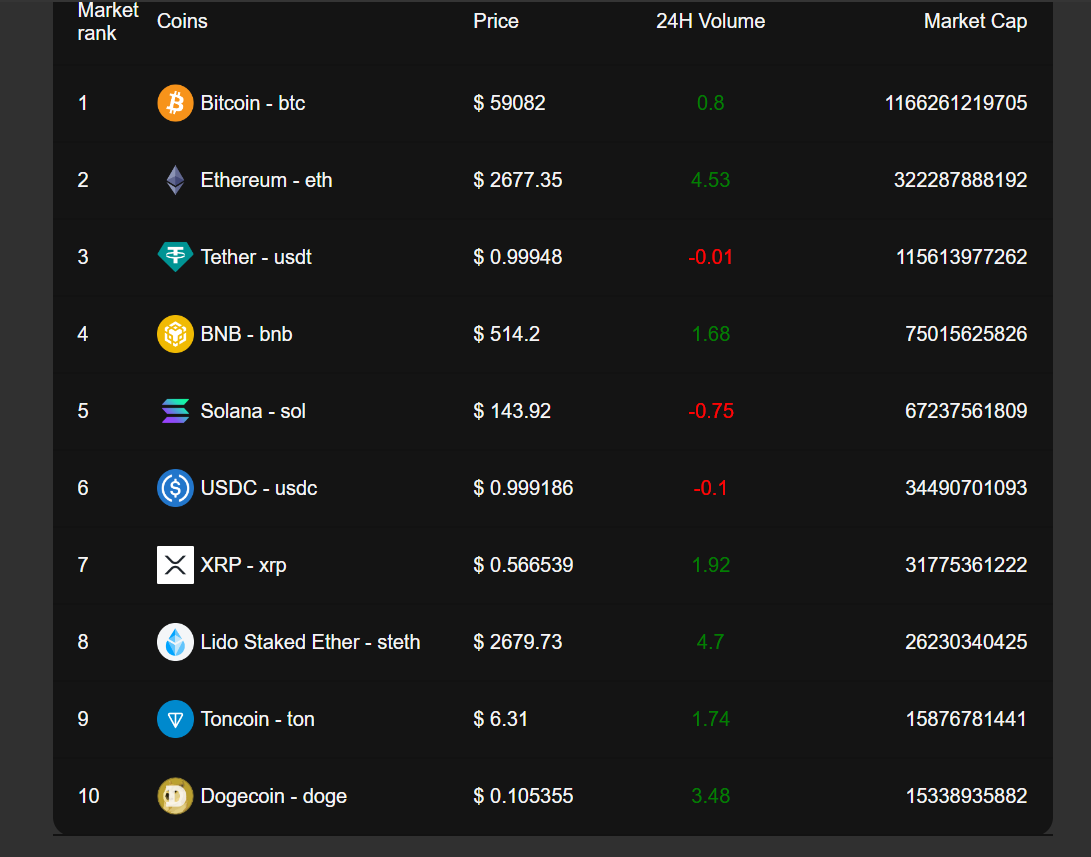 Market rank Coins Price 24H Volume Market Cap
1 Bitcoin - btc $ 59082 0.8 1166261219705
2 Ethereum - eth $ 2677.35 4.53 322287888192
3 Tether - usdt $ 0.99948 -0.01 115613977262
4 BNB - bnb $ 514.2 1.68 75015625826
5 Solana - sol $ 143.92 -0.75 67237561809
6 USDC - usdc $ 0.999186 -0.1 34490701093
7 XRP - xrp $ 0.566539 1.92 31775361222
8 Lido Staked Ether - steth $ 2679.73 4.7 26230340425
9 Toncoin - ton $ 6.31 1.74 15876781441
10 Dogecoin - doge $ 0.105355 3.48 15338935882